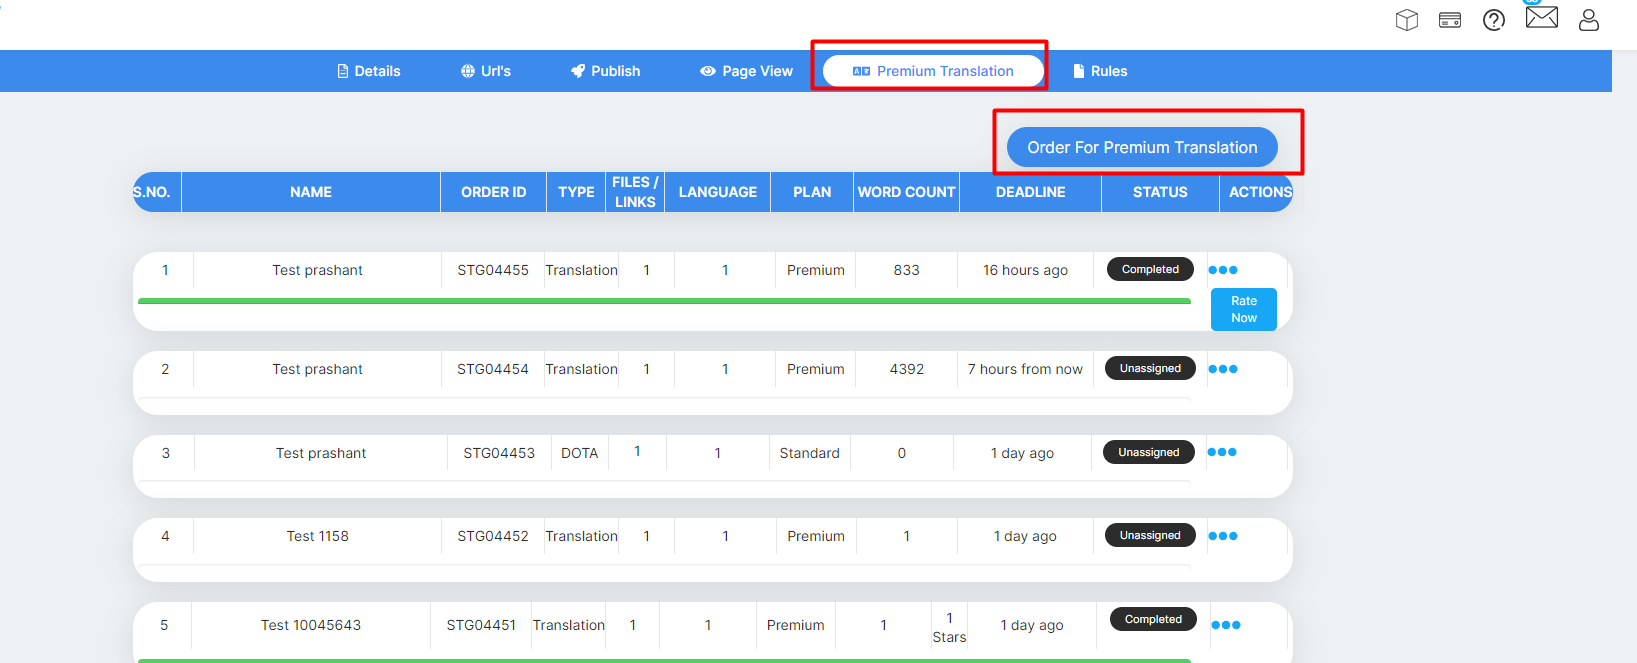 Details Url's Publish Page View Premium Translation Rules
Order For Premium Translation
S.NO. NAME ORDER ID TYPE FILES / LINKS LANGUAGE PLAN WORD COUNT DEADLINE STATUS ACTIONS
1 Test prashant STG04455 Translation 1 1 Premium 833 16 hours ago Completed
Rate
Now
2 Test prashant STG04454 Translation 1 1 Premium 4392 7 hours from now Unassigned
3 Test prashant STG04453 DOTA 1 1 Standard 0 1 day ago Unassigned
4 Test 1158 STG04452 Translation 1 1 Premium 1 1 day ago Unassigned
5 Test 10045643 STG04451 Translation 1 1 Premium 1 1 Stars 1 day ago Completed